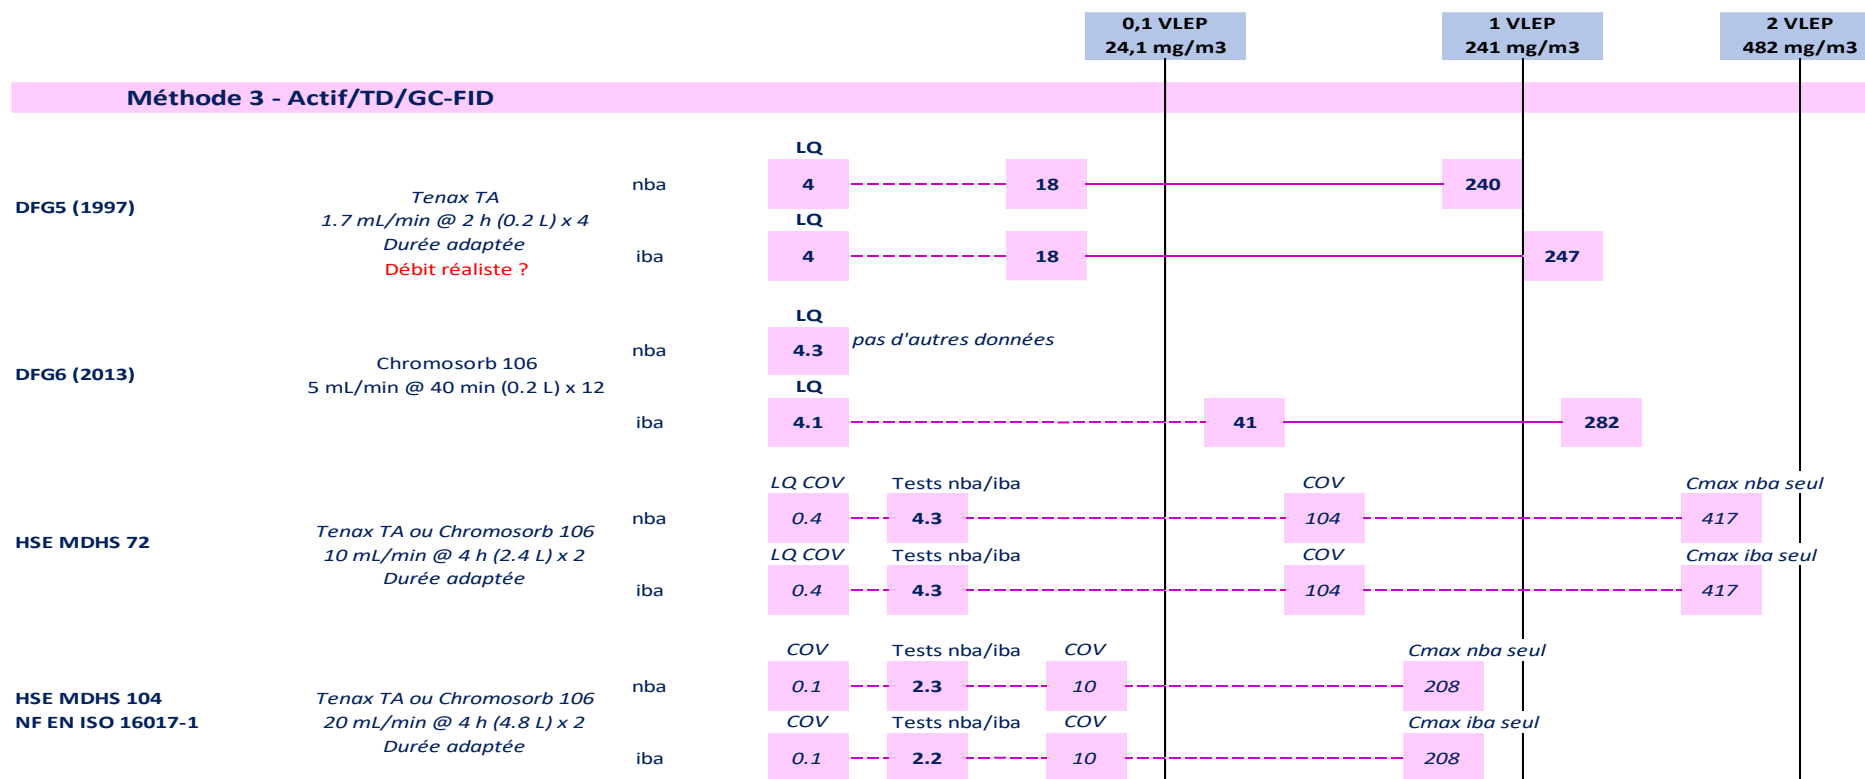 0,1 VLEP
24,1 mg/m3
1 VLEP
241 mg/m3
2 VLEP
482 mg/m3
Méthode 3 - Actif/TD/GC-FID
DFG5 (1997)
Tenax TA
1.7 mL/min @ 2 h (0.2 L) x 4
Durée adaptée
Débit réaliste ?
nba
LQ
4
18
240
iba
LQ
4
18
247
DFG6 (2013)
Chromosorb 106
5 mL/min @ 40 min (0.2 L) x 12
nba
LQ
4.3
pas d'autres données
iba
LQ
4.1
41
282
HSE MDHS 72
Tenax TA ou Chromosorb 106
10 mL/min @ 4 h (2.4 L) x 2
Durée adaptée
nba
LQ COV
Tests nba/iba
COV
Cmax nba seul
0.4
4.3
104
417
iba
LQ COV
Tests nba/iba
COV
Cmax iba seul
0.4
4.3
104
417
HSE MDHS 104
NF EN ISO 16017-1
Tenax TA ou Chromosorb 106
20 mL/min @ 4 h (4.8 L) x 2
Durée adaptée
nba
COV
Tests nba/iba
COV
Cmax nba seul
0.1
2.3
10
208
iba
COV
Tests nba/iba
COV
Cmax iba seul
0.1
2.2
10
208